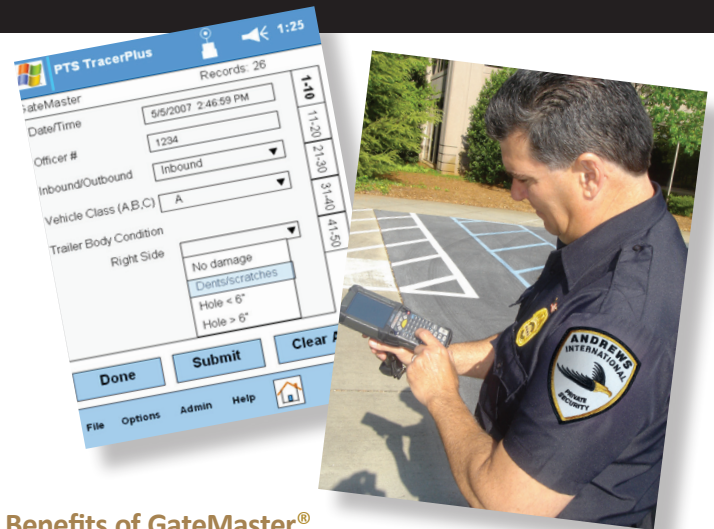 PTS TracerPlus
1:25
GateMaster
Records: 26
Date/Time
5/5/2007 2:46:59 PM
Officer #
1234
Inbound/Outbound
Inbound
Vehicle Class (A,B,C)
A
Trailer Body Condition
Right Side
No damage
Dents/scratches
Hole < 6"
Hole > 6"
1-10
11-20
21-30
31-40
41-50
Done
Submit
Clear
File
Options
Admin
Help
ANDREWS
INTERNATIONAL
PRIVATE
SECURITY
Benefits of GateMaster®